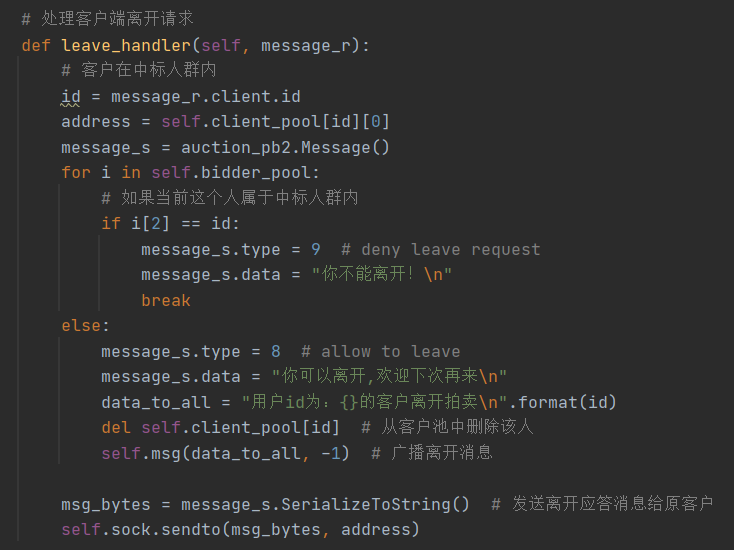 # 处理客户端离开请求
def leave_handler(self, message_r):
    # 客户在中标人群内
    id = message_r.client.id
    address = self.client_pool[id][0]
    message_s = auction_pb2.Message()
    for i in self.bidder_pool:
        # 如果当前这个人属于中标人群内
        if i[2] == id:
            message_s.type = 9  # deny leave request
            message_s.data = "你不能离开! \n"
            break
    else:
        message_s.type = 8  # allow to leave
        message_s.data = "你可以离开,欢迎下次再来\n"
        data_to_all = "用户id为: {}的客户离开拍卖\n".format(id)
        del self.client_pool[id]  # 从客户池中删除该人
        self.msg(data_to_all, -1)  # 广播离开消息
    msg_bytes = message_s.SerializeToString()  # 发送离开应答消息给原客户
    self.sock.sendto(msg_bytes, address)